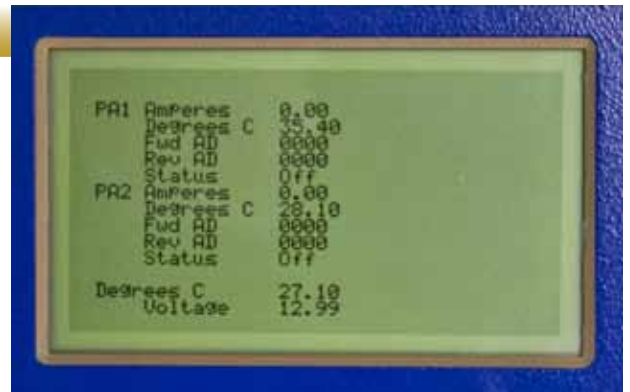 PA1 Amperes 0.00
Degrees C 35.40
Fwd AD 0000
Rev AD 0000
Status Off
PA2 Amperes 0.00
Degrees C 28.10
Fwd AD 0000
Rev AD 0000
Status Off
Degrees C 27.10
Voltage 12.99